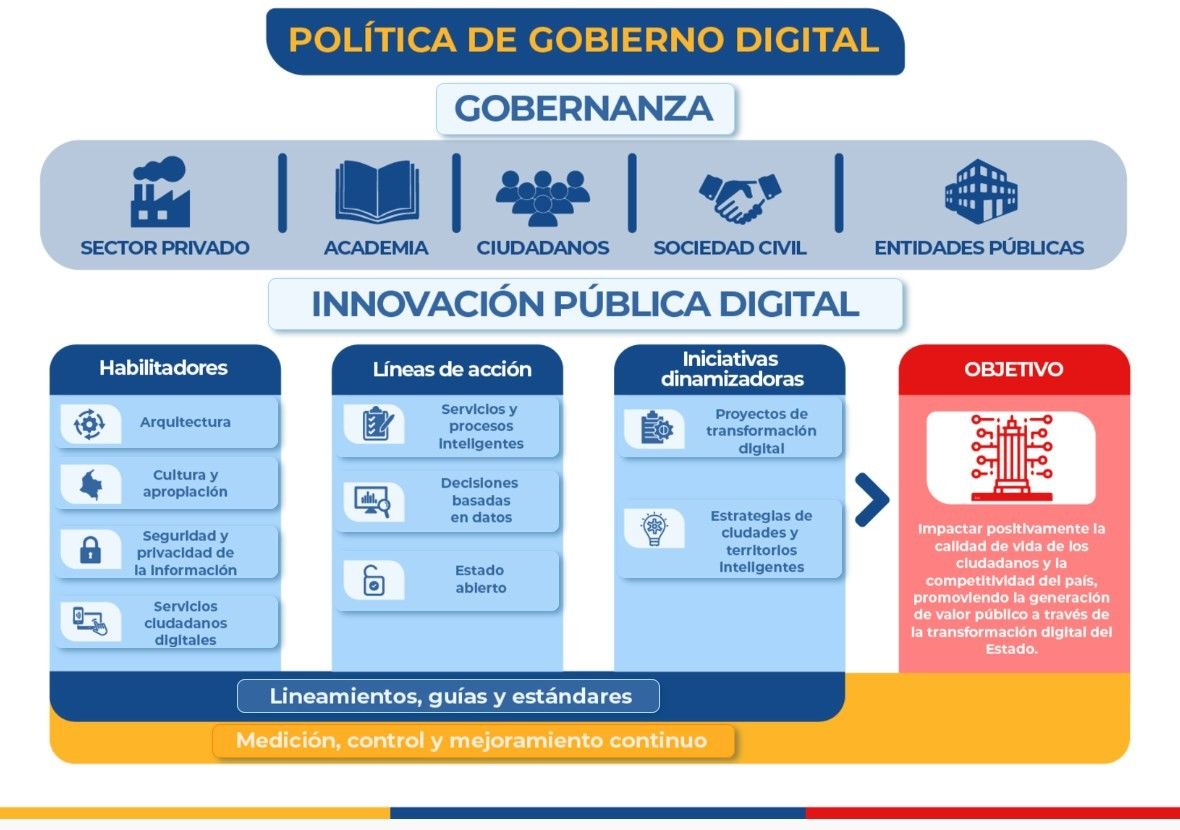 POLÍTICA DE GOBIERNO DIGITAL
GOBERNANZA
SECTOR PRIVADO
ACADEMIA
CIUDADANOS
SOCIEDAD CIVIL
ENTIDADES PÚBLICAS
INNOVACIÓN PÚBLICA DIGITAL
Habilitadores
Arquitectura
Cultura y
apropiación
Seguridad y
privacidad de
la información
Servicios
ciudadanos
digitales
Líneas de acción
Servicios y
procesos
inteligentes
Decisiones
basadas
en datos
Estado
abierto
Iniciativas
dinamizadoras
Proyectos de
transformación
digital
Estrategias de
ciudades y
territorios
inteligentes
OBJETIVO
Impactar positivamente la
calidad de vida de los
ciudadanos y la
competitividad del país,
promoviendo la generación
de valor público a través de
la transformación digital del
Estado.
Lineamientos, guías y estándares
Medición, control y mejoramiento continuo